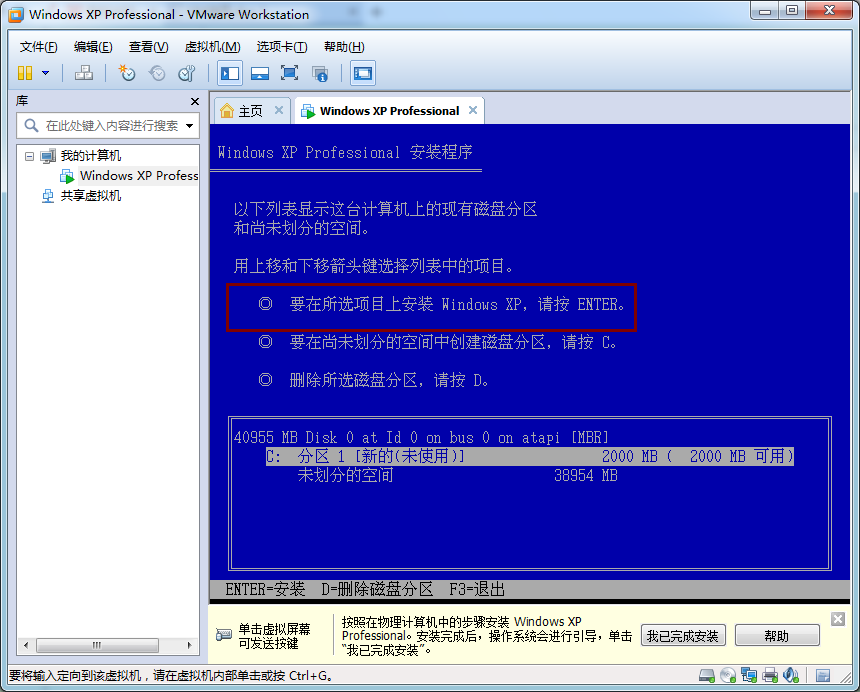 Windows XP Professional - VMware Workstation
文件(F) 编辑(E) 查看(V) 虚拟机(M) 选项卡(T) 帮助(H)
库
在此处键入内容进行搜索
我的计算机
Windows XP Profess
共享虚拟机
主页
Windows XP Professional
Windows XP Professional 安装程序
以下列表显示这台计算机上的现有磁盘分区
和尚未划分的空间。
用上移和下移箭头键选择列表中的项目。
◎ 要在所选项目上安装 Windows XP，请按 ENTER。
◎ 要在尚未划分的空间中创建磁盘分区，请按 C。
◎ 删除所选磁盘分区，请按 D。
40955 MB Disk 0 at Id 0 on bus 0 on atapi [MBR]
C: 分区 1 [新的(未使用)] 2000 MB ( 2000 MB 可用)
未划分的空间 38954 MB
ENTER=安装 D=删除磁盘分区 F3=退出
单击虚拟屏幕
可发送按键
按照在物理计算机中的步骤安装 Windows XP
Professional。安装完成后，操作系统会进行引导，单击
“我已完成安装”。
我已完成安装
帮助
要将输入定向到该虚拟机，请在虚拟机内部单击或按 Ctrl+G。